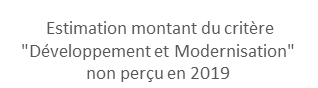 Estimation montant du critère
"Développement et Modernisation"
non perçu en 2019